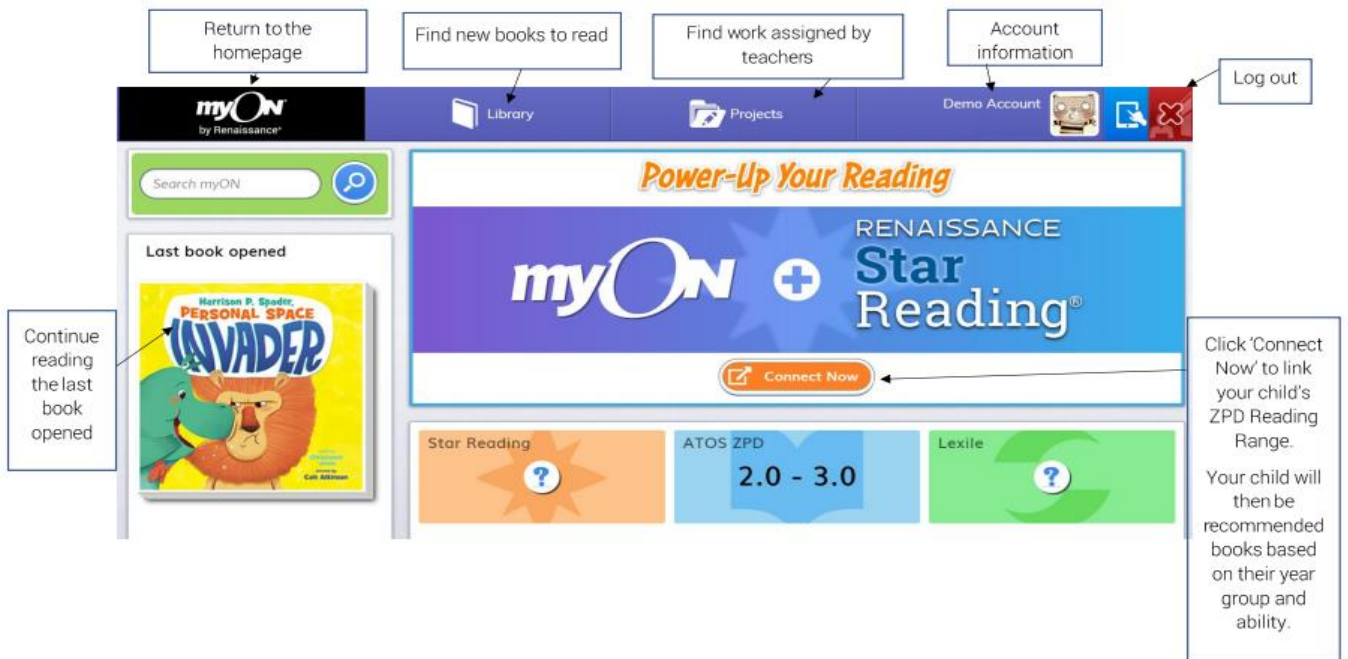 Return to the
homepage
Find new books to read
Find work assigned by
teachers
Account
information
Log out
myON
by Renaissance
Library
Projects
Demo Account
Search myON
Power-Up Your Reading
myON
RENAISSANCE
Star
Reading®
Connect Now
Last book opened
Harrison P. Spader,
PERSONAL SPACE
INVADER
Cale Atkinson
Continue
reading
the last
book
opened
Click ‘Connect
Now’ to link
your child’s
ZPD Reading
Range.
Your child will
then be
recommended
books based
on their year
group and
ability.
Star Reading
?
ATOS ZPD
2.0 - 3.0
Lexile
?